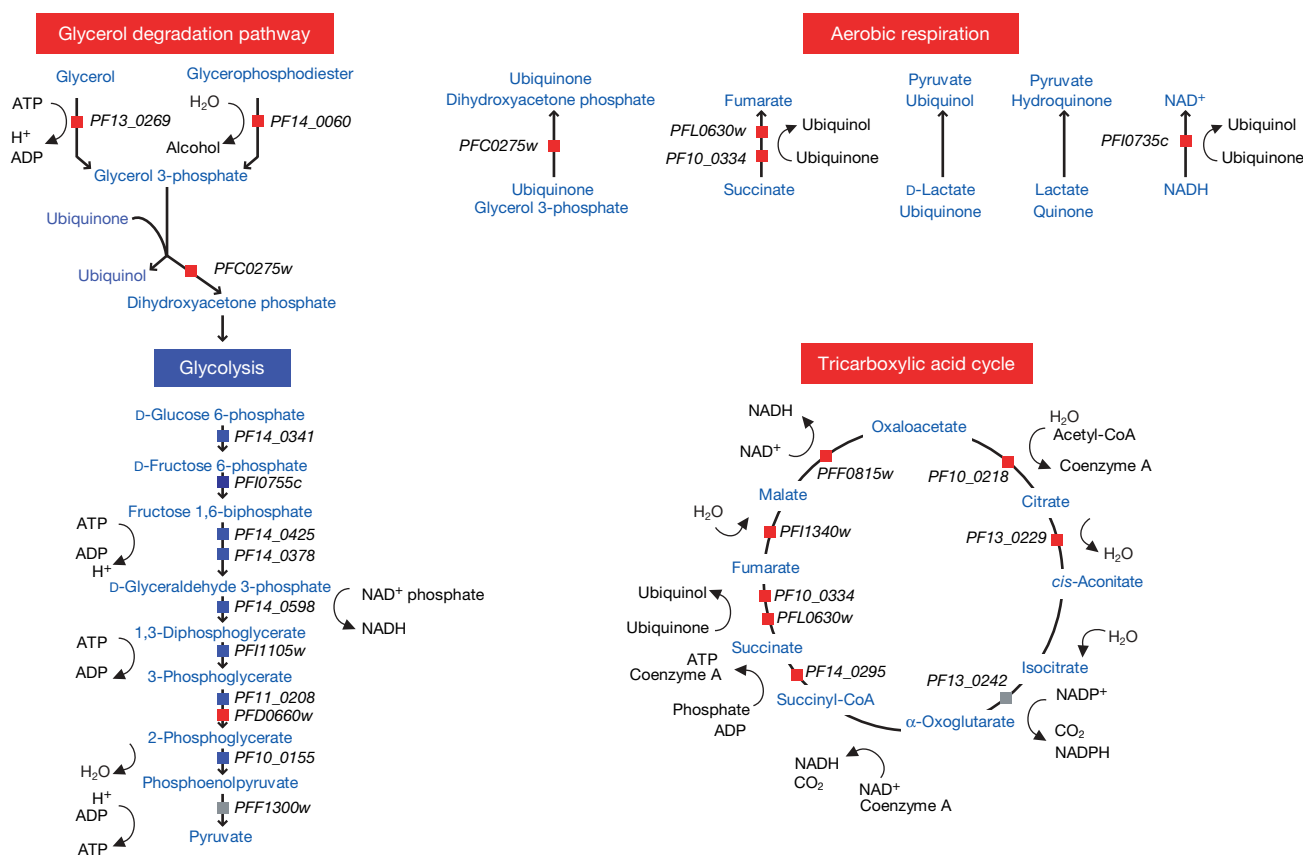 Glycerol degradation pathway
Glycerol
Glycerophosphodiester
ATP
H+
ADP
PF13_0269
H2O
Alcohol
PF14_0060
Glycerol 3-phosphate
Ubiquinone
Ubiquinol
PFC0275w
Dihydroxyacetone phosphate
Glycolysis
D-Glucose 6-phosphate
PF14_0341
D-Fructose 6-phosphate
PFI0755c
Fructose 1,6-biphosphate
ATP
ADP
H+
PF14_0425
PF14_0378
D-Glyceraldehyde 3-phosphate
PF14_0598
NAD+ phosphate
NADH
1,3-Diphosphoglycerate
ATP
ADP
PFI1105w
3-Phosphoglycerate
PF11_0208
PFD0660w
2-Phosphoglycerate
H2O
PF10_0155
Phosphoenolpyruvate
H+
ADP
ATP
PFF1300w
Pyruvate
Aerobic respiration
Ubiquinone
Dihydroxyacetone phosphate
PFC0275w
Ubiquinone
Glycerol 3-phosphate
Fumarate
PFL0630w
PF10_0334
Ubiquinol
Ubiquinone
Succinate
Pyruvate
Ubiquinol
D-Lactate
Ubiquinone
Pyruvate
Hydroquinone
Lactate
Quinone
NAD+
PFI0735c
Ubiquinol
Ubiquinone
NADH
Tricarboxylic acid cycle
Oxaloacetate
H2O
Acetyl-CoA
Coenzyme A
PF10_0218
Citrate
PF13_0229
H2O
cis-Aconitate
H2O
Isocitrate
PF13_0242
NADP+
CO2
NADPH
α-Oxoglutarate
NADH
CO2
NAD+
Coenzyme A
Succinyl-CoA
PF14_0295
ATP
Coenzyme A
Phosphate
ADP
Succinate
PFL0630w
PF10_0334
Ubiquinol
Ubiquinone
Fumarate
PFI1340w
H2O
Malate
PFF0815w
NADH
NAD+